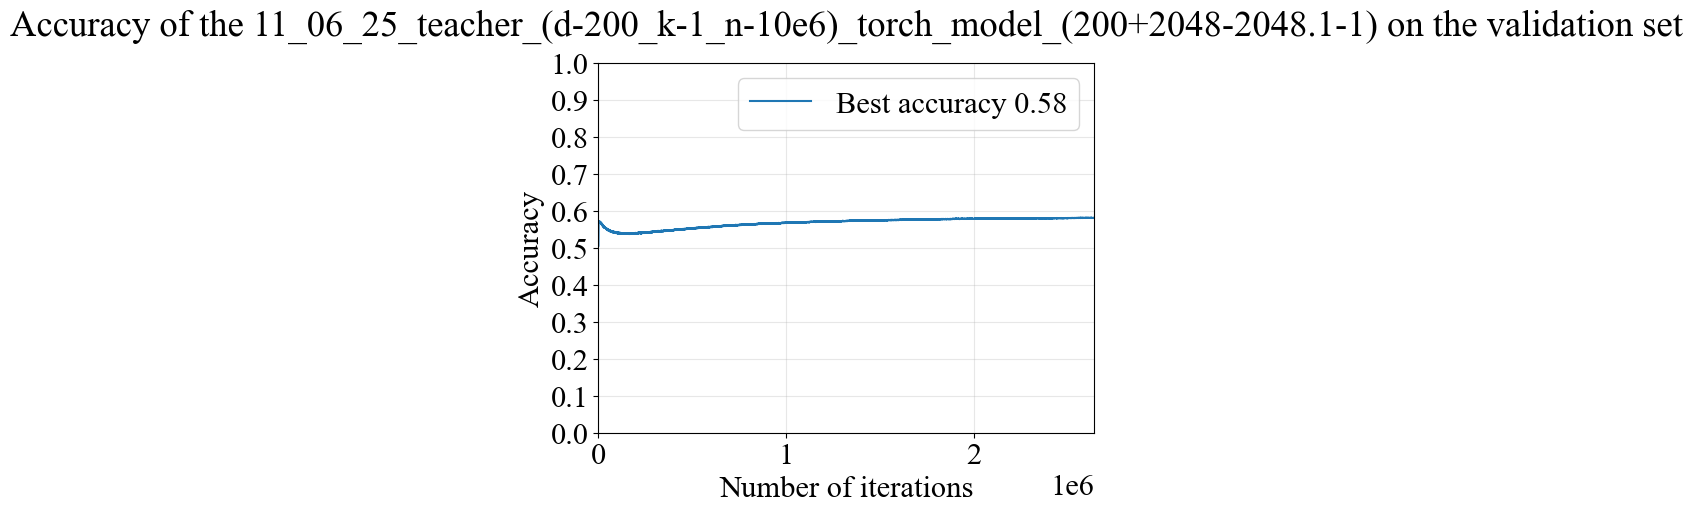 Accuracy of the 11_06_25_teacher_(d-200_k-1_n-10e6)_torch_model_(200+2048-2048.1-1) on the validation set
Best accuracy 0.58
1.0
0.9
0.8
0.7
0.6
0.5
0.4
0.3
0.2
0.1
0.0
Accuracy
0 1 2
Number of iterations 1e6